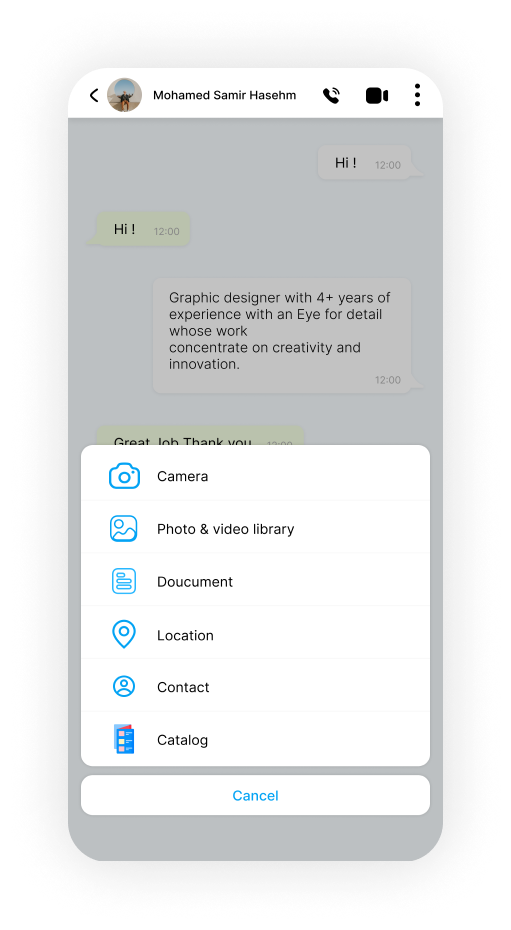 Mohamed Samir Hasehm
Hi !
12:00
Hi !
12:00
Graphic designer with 4+ years of
experience with an Eye for detail
whose work
concentrate on creativity and
innovation.
12:00
Great Job Thank you
12:00
Camera
Photo & video library
Doucument
Location
Contact
Catalog
Cancel